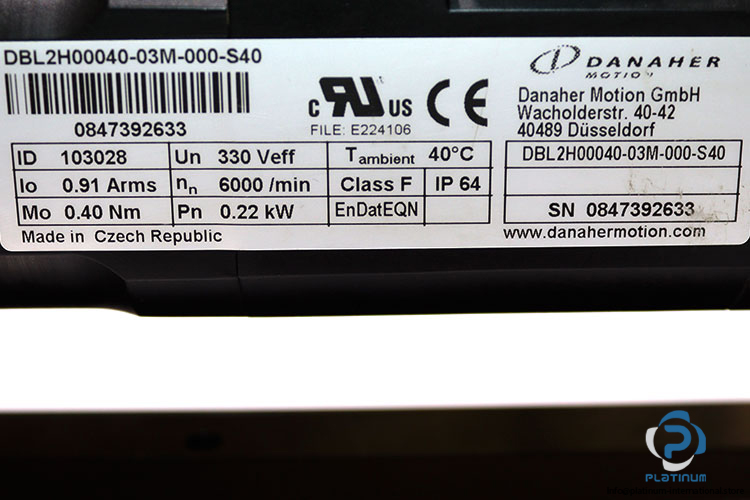 DBL2H00040-03M-000-S40
0847392633
c RU US CE
FILE: E224106
DANAHER
MOTION
Danaher Motion GmbH
Wacholderstr. 40-42
40489 Düsseldorf
ID 103028 Un 330 Veff Tambient 40°C
Io 0.91 Arms nn 6000 /min Class F IP 64
Mo 0.40 Nm Pn 0.22 kW EnDatEQN
DBL2H00040-03M-000-S40
SN 0847392633
Made in Czech Republic
www.danahermotion.com
PLATINUM